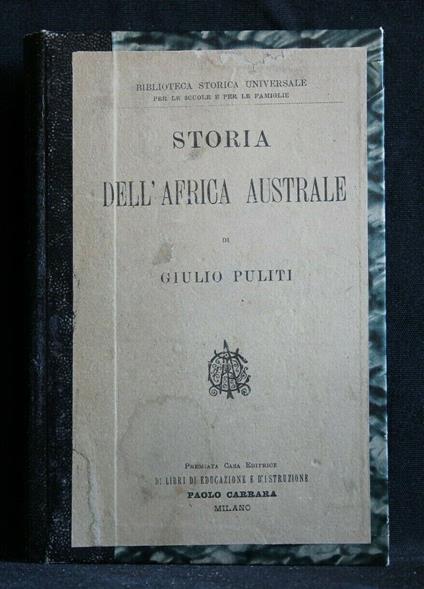 BIBLIOTECA STORICA UNIVERSALE
PER LE SCUOLE E PER LE FAMIGLIE
STORIA
DELL'AFRICA AUSTRALE
DI
GIULIO PULITI
PREMIATA CASA EDITRICE
DI LIBRI DI EDUCAZIONE E D'ISTRUZIONE
PAOLO CARRARA
MILANO